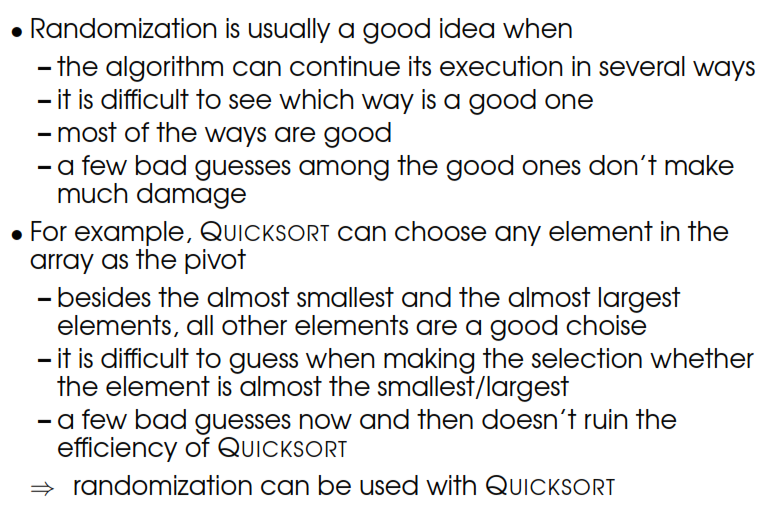 • Randomization is usually a good idea when
– the algorithm can continue its execution in several ways
– it is difficult to see which way is a good one
– most of the ways are good
– a few bad guesses among the good ones don't make
much damage
• For example, QUICKSORT can choose any element in the
array as the pivot
– besides the almost smallest and the almost largest
elements, all other elements are a good choise
– it is difficult to guess when making the selection whether
the element is almost the smallest/largest
– a few bad guesses now and then doesn't ruin the
efficiency of QUICKSORT
⇒ randomization can be used with QUICKSORT